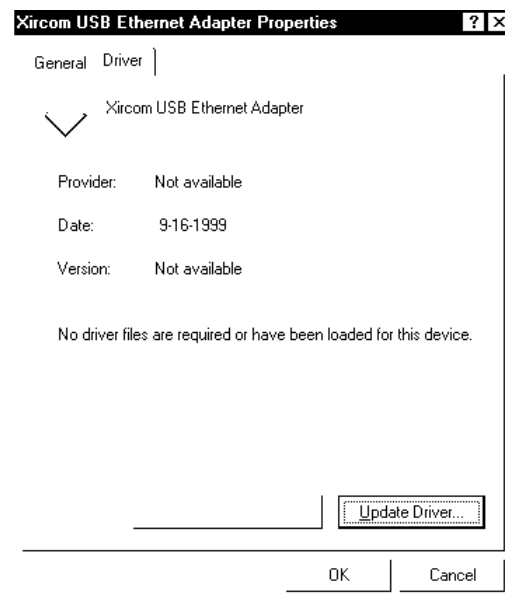 Xircom USB Ethernet Adapter Properties ? ×
General Driver
Xircom USB Ethernet Adapter
Provider: Not available
Date: 9-16-1999
Version: Not available
No driver files are required or have been loaded for this device.
Update Driver...
OK Cancel